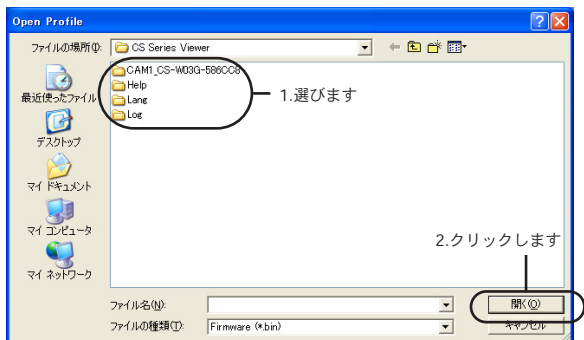 Open Profile
ファイルの場所(I):
CS Series Viewer
最近使ったファイル
デスクトップ
マイ ドキュメント
マイ コンピュータ
マイ ネットワーク
CAM1_CS-W03G-586CC8
Help
Lang
Log
1.選びます
2.クリックします
ファイル名(N):
開く(O)
ファイルの種類(T):
Firmware (*.bin)
キャンセル